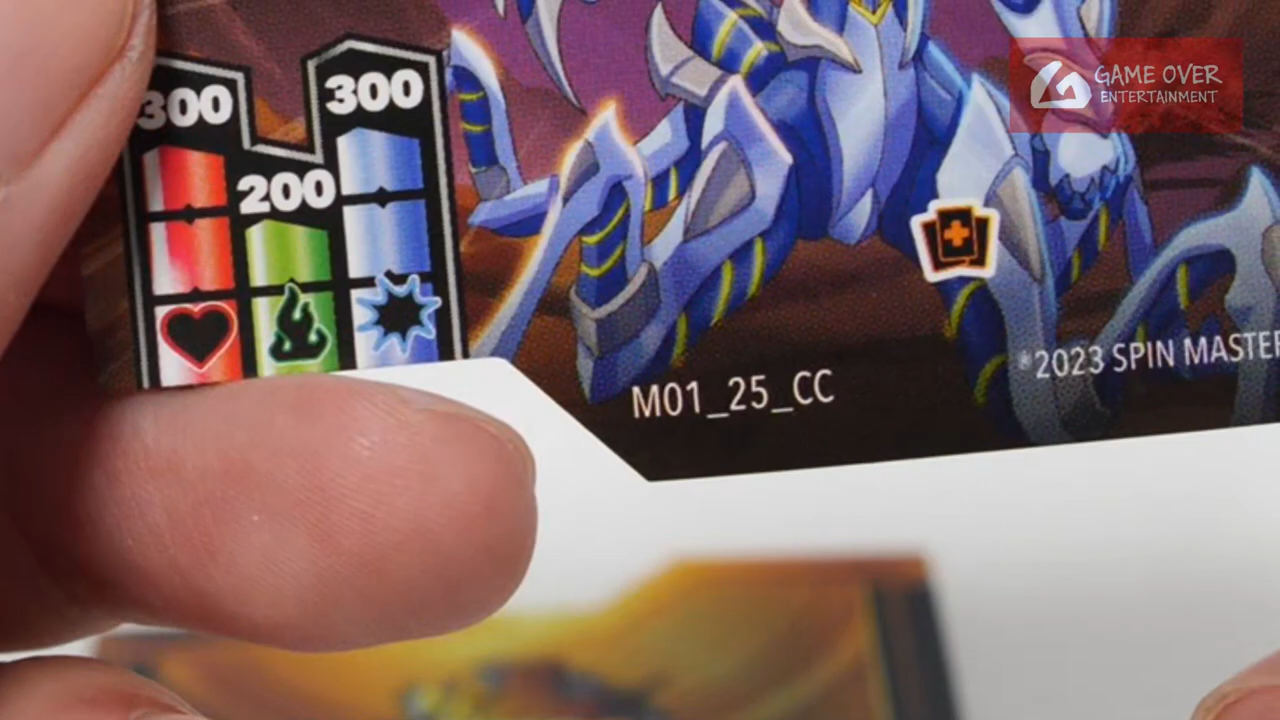 300
300
200
GAME OVER
ENTERTAINMENT
M01_25_CC
©2023 SPIN MASTER